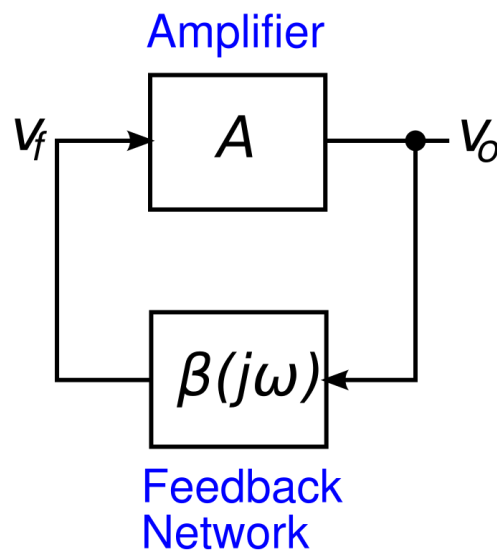 Amplifier
vf
A
vo
β(jω)
Feedback
Network